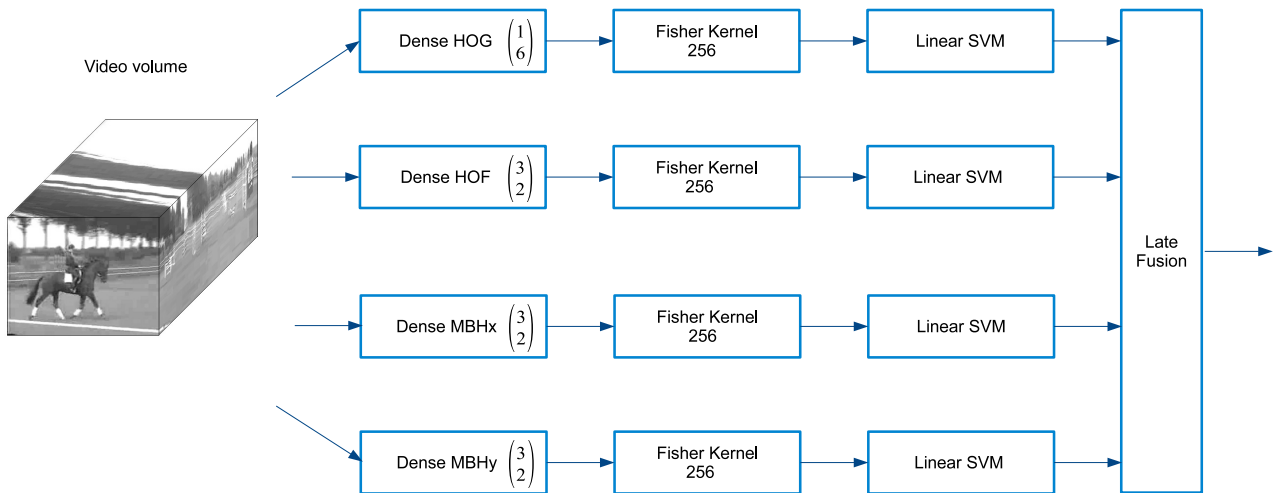 Video volume
Dense HOG (1 6)
Fisher Kernel
256
Linear SVM
Dense HOF (3 2)
Fisher Kernel
256
Linear SVM
Dense MBHx (3 2)
Fisher Kernel
256
Linear SVM
Dense MBHy (3 2)
Fisher Kernel
256
Linear SVM
Late
Fusion